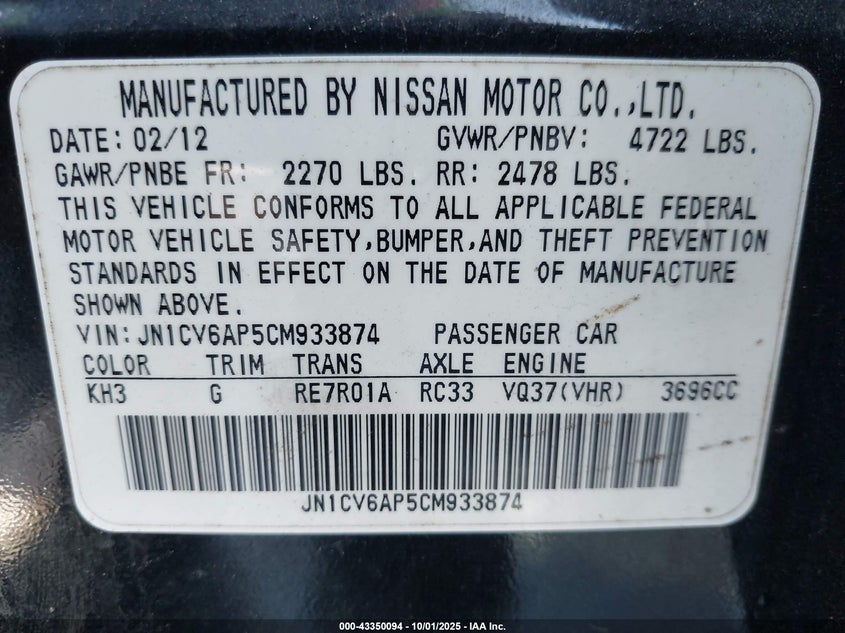 MANUFACTURED BY NISSAN MOTOR CO.,LTD.
DATE: 02/12 GVWR/PNBV: 4722 LBS.
GAWR/PNBE FR: 2270 LBS. RR: 2478 LBS.
THIS VEHICLE CONFORMS TO ALL APPLICABLE FEDERAL
MOTOR VEHICLE SAFETY,BUMPER,AND THEFT PREVENTION
STANDARDS IN EFFECT ON THE DATE OF MANUFACTURE
SHOWN ABOVE.
VIN:JN1CV6AP5CM933874 PASSENGER CAR
COLOR TRIM TRANS AXLE ENGINE
KH3 G RE7R01A RC33 VQ37(VHR) 3696CC
JN1CV6AP5CM933874
000-43350094 - 10/01/2025 - IAA Inc.